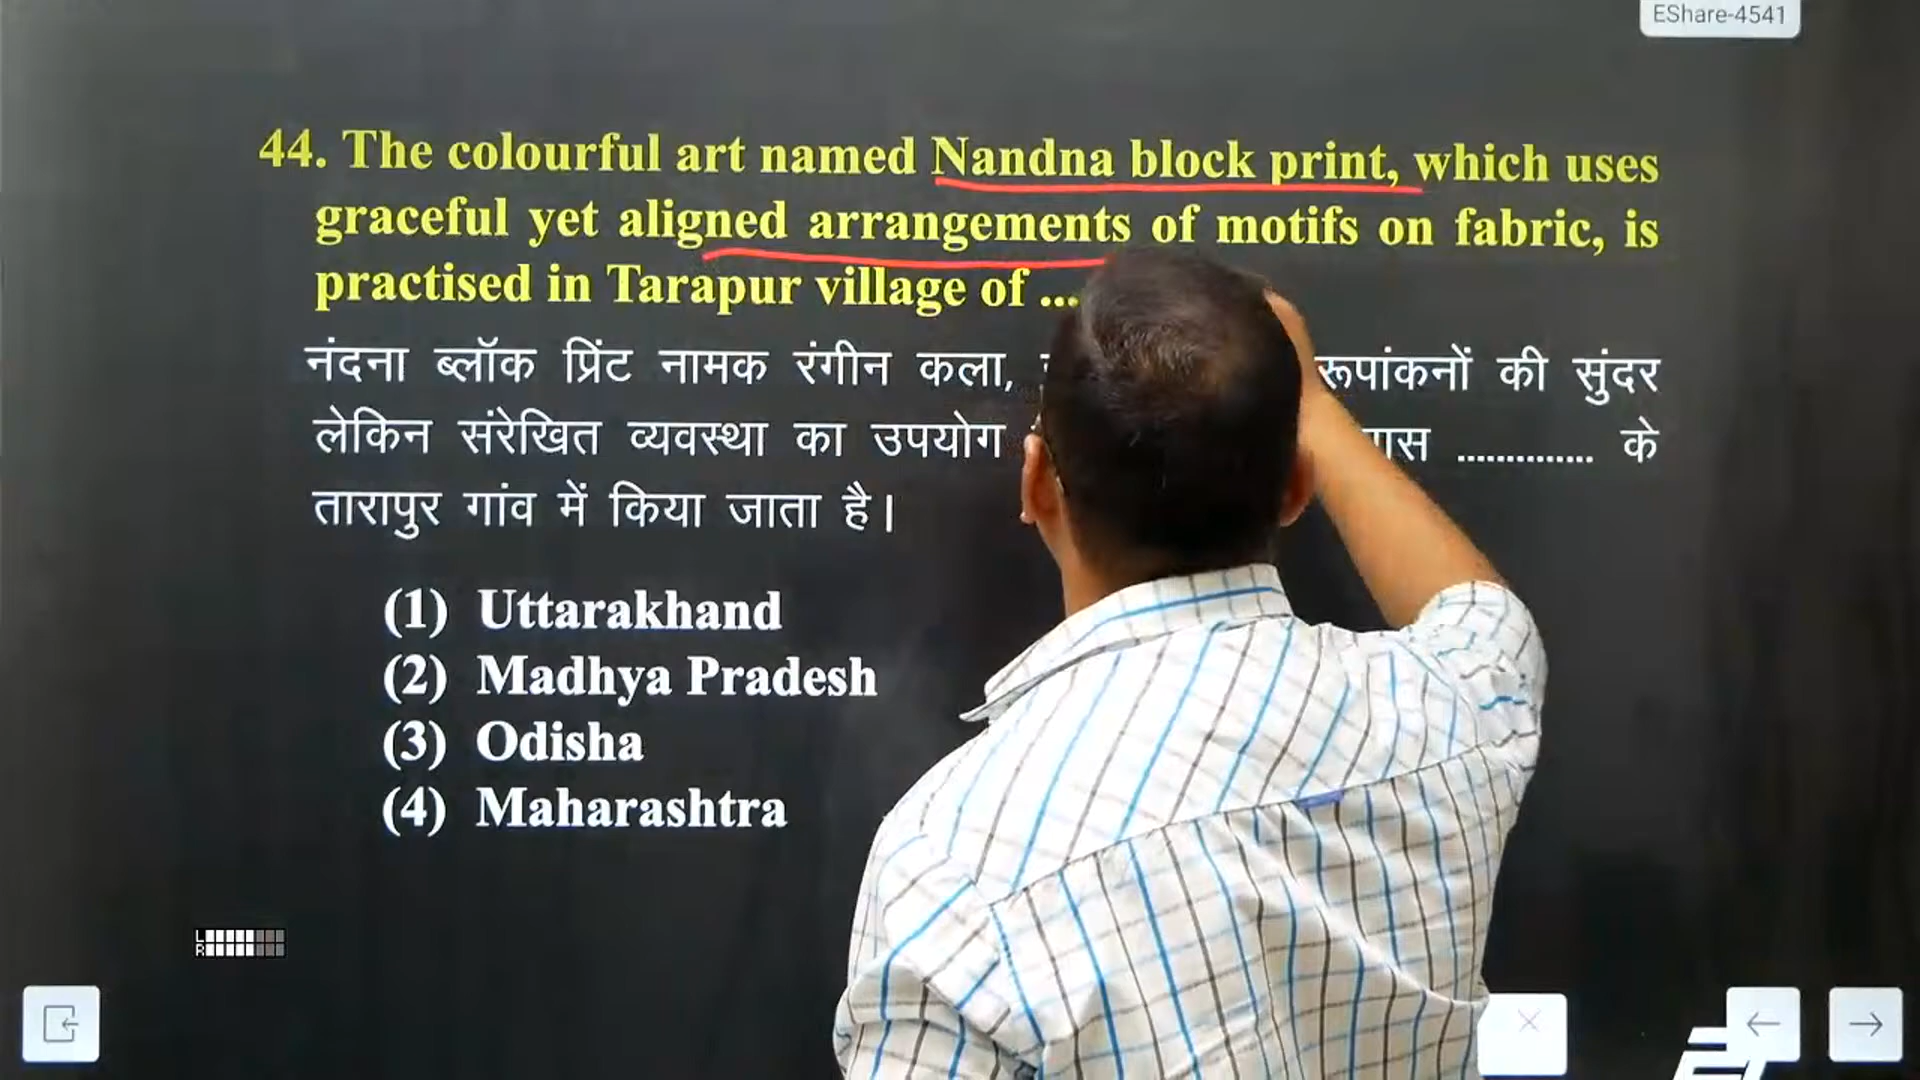 EShare-4541
44. The colourful art named Nandna block print, which uses
graceful yet aligned arrangements of motifs on fabric, is
practised in Tarapur village of ...
नंदना ब्लॉक प्रिंट नामक रंगीन कला, रूपांकनों की सुंदर
लेकिन संरेखित व्यवस्था का उपयोग .............. के
तारापुर गांव में किया जाता है।
(1) Uttarakhand
(2) Madhya Pradesh
(3) Odisha
(4) Maharashtra
L
R